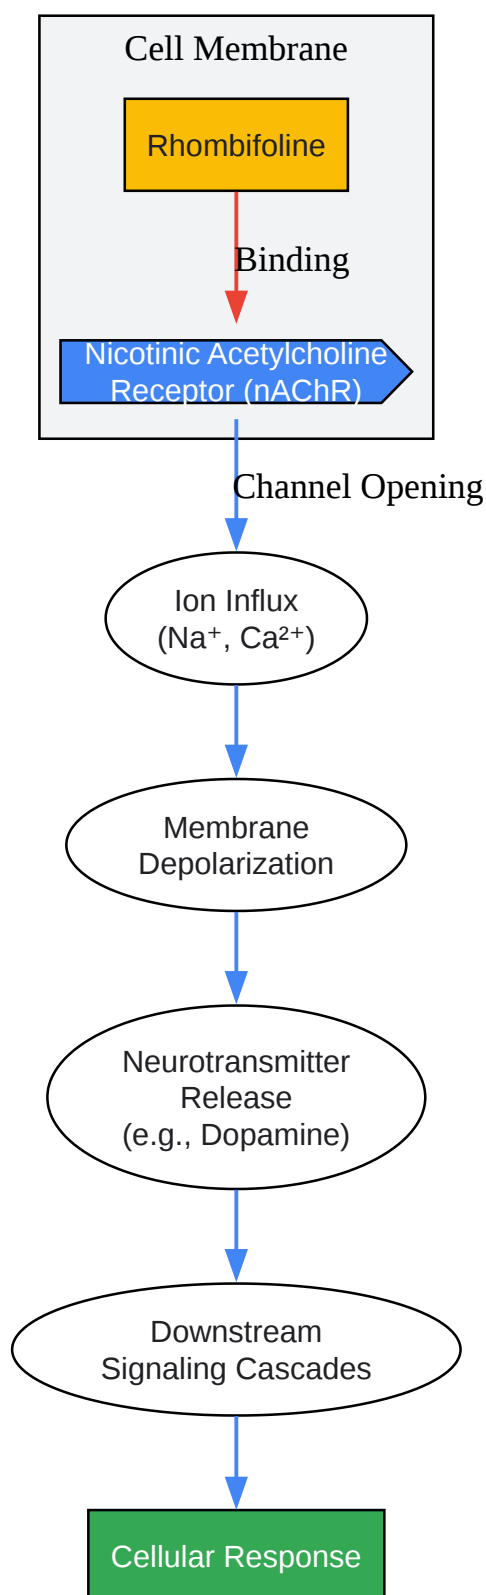 Cell Membrane
Rhombifoline
Binding
Nicotinic Acetylcholine
Receptor (nAChR)
Channel Opening
Ion Influx
(Na⁺, Ca²⁺)
Membrane
Depolarization
Neurotransmitter
Release
(e.g., Dopamine)
Downstream
Signaling Cascades
Cellular Response